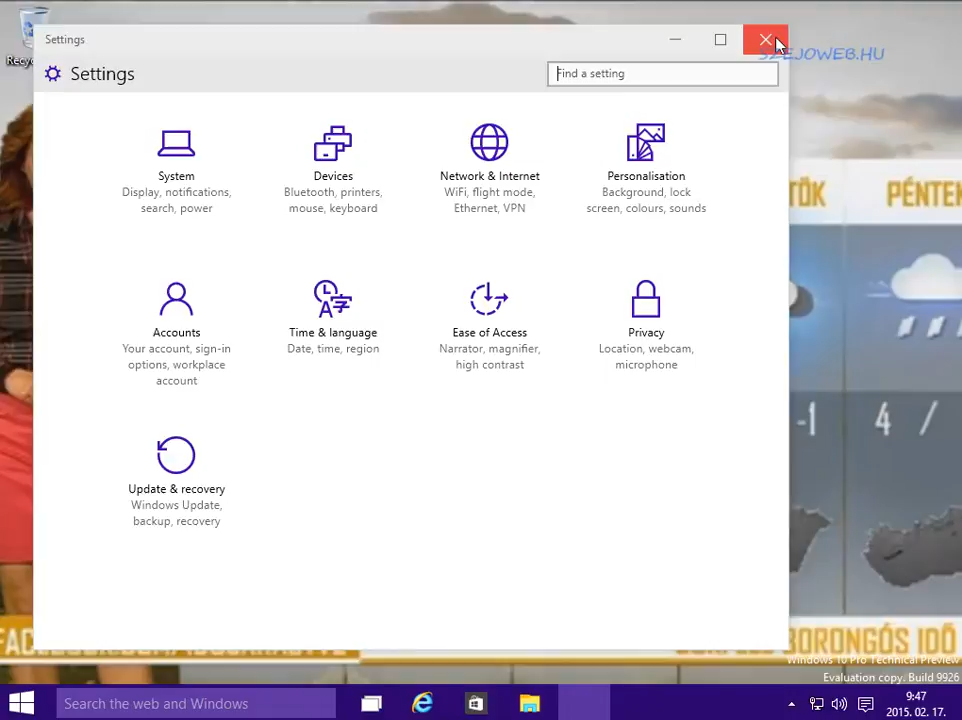 Settings
Settings
Find a setting
SZEJOWEB.HU
System
Display, notifications,
search, power
Devices
Bluetooth, printers,
mouse, keyboard
Network & Internet
WiFi, flight mode,
Ethernet, VPN
Personalisation
Background, lock
screen, colours, sounds
Accounts
Your account, sign-in
options, workplace
account
Time & language
Date, time, region
Ease of Access
Narrator, magnifier,
high contrast
Privacy
Location, webcam,
microphone
Update & recovery
Windows Update,
backup, recovery
PÉNTEK
-1
4 /
BORONGÓS IDŐ
Windows 10 Pro Technical Preview
Evaluation copy. Build 9926
Search the web and Windows
9:47
2015. 02. 17.